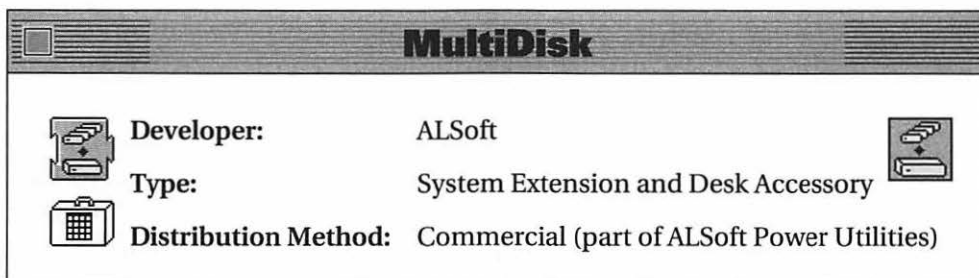 MultiDisk
Developer: ALSoft
Type: System Extension and Desk Accessory
Distribution Method: Commercial (part of ALSoft Power Utilities)